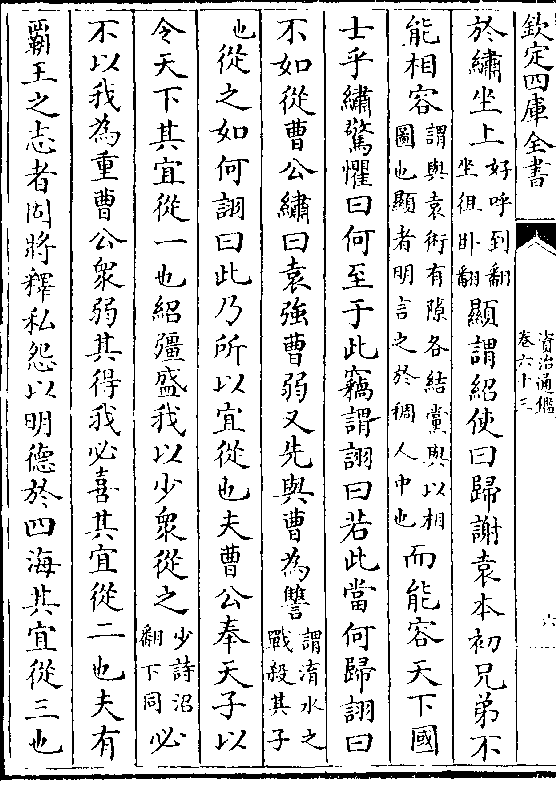 欽定四庫全書
資治通鑑
卷六十三
六
於繡坐上好呼到翻坐徂卧翻顯謂紹使曰歸謝袁本初兄弟不
能相容謂與袁術有隙各結黨與以相圖也顯者明言之於稠人中也而能容天下國
士乎繡驚懼曰何至于此竊謂詡曰若此當何歸詡曰
不如從曹公繡曰袁強曹弱又先與曹為讐謂淯水之戰殺其子
也從之如何詡曰此乃所以宜從也夫曹公奉天子以
令天下其宜從一也紹彊盛我以少衆從之少詩沼翻下同必
不以我為重曹公衆弱其得我必喜其宜從二也夫有
霸王之志者固將釋私怨以明德於四海其宜從三也